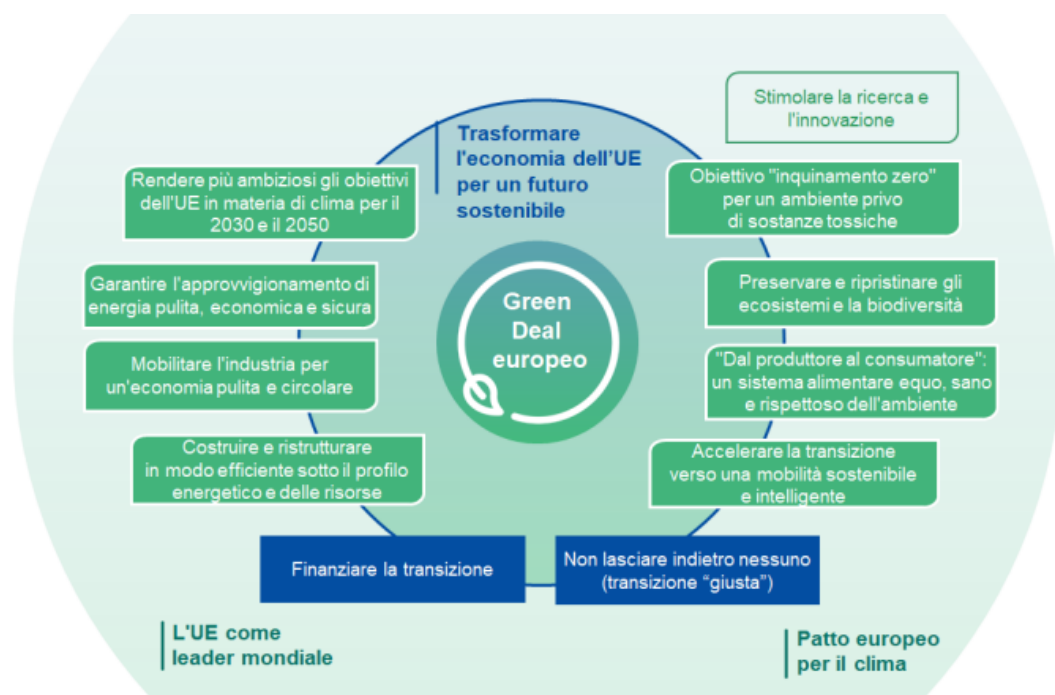 Stimolare la ricerca e
l'innovazione
Trasformare
l'economia dell'UE
per un futuro
sostenibile
Rendere più ambiziosi gli obiettivi
dell'UE in materia di clima per il
2030 e il 2050
Obiettivo "inquinamento zero"
per un ambiente privo
di sostanze tossiche
Garantire l'approvvigionamento di
energia pulita, economica e sicura
Preservare e ripristinare gli
ecosistemi e la biodiversità
Green
Deal
europeo
Mobilitare l'industria per
un'economia pulita e circolare
"Dal produttore al consumatore":
un sistema alimentare equo, sano
e rispettoso dell'ambiente
Costruire e ristrutturare
in modo efficiente sotto il profilo
energetico e delle risorse
Accelerare la transizione
verso una mobilità sostenibile
e intelligente
Finanziare la transizione
Non lasciare indietro nessuno
(transizione “giusta”)
L'UE come
leader mondiale
Patto europeo
per il clima